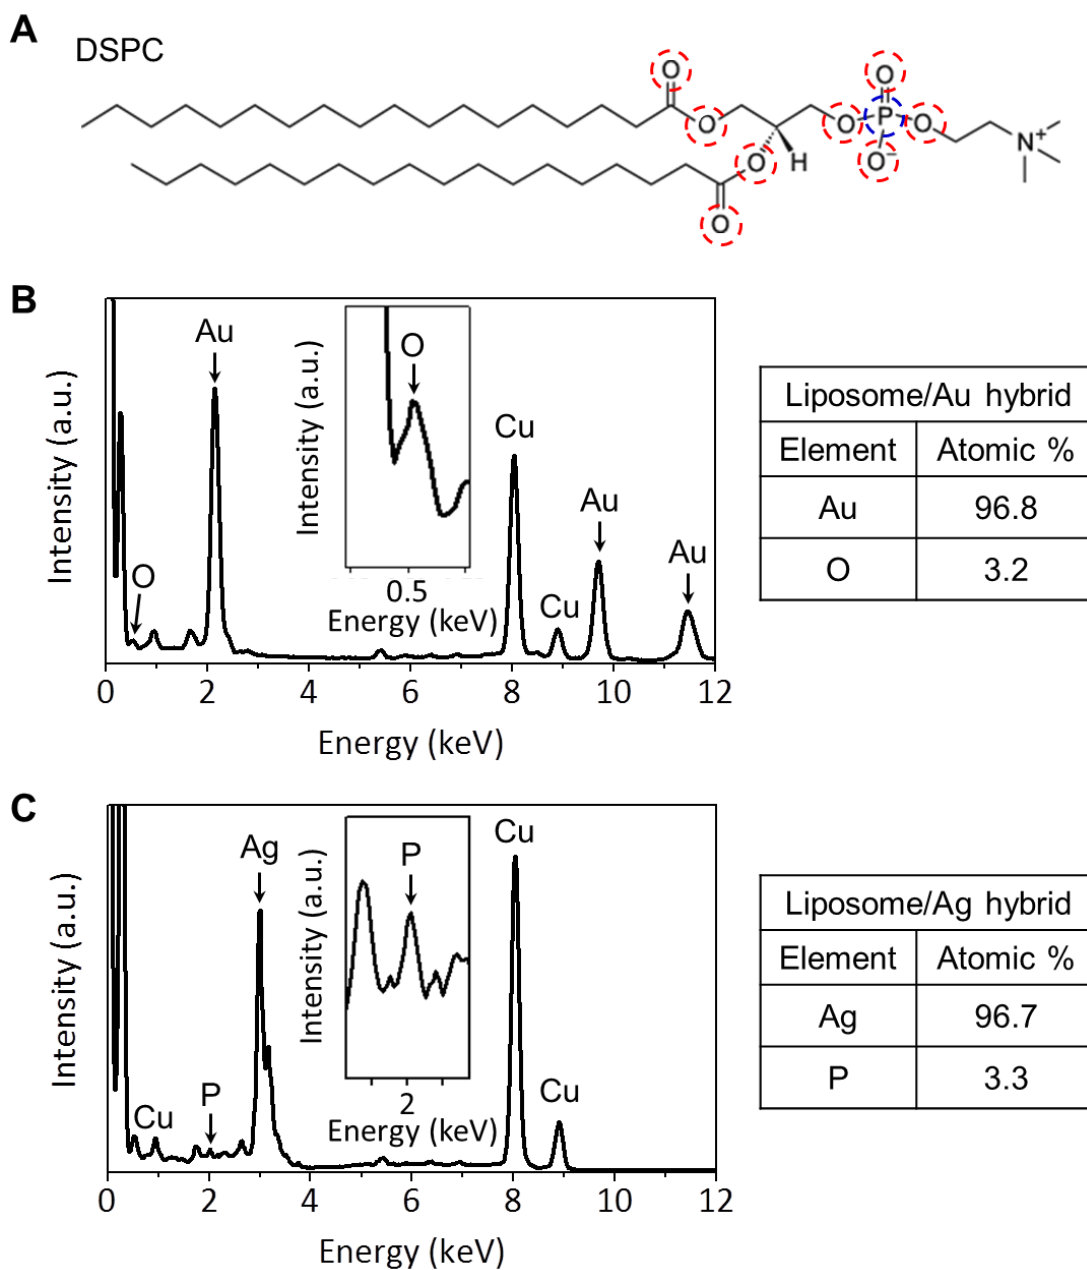 A
DSPC
O
O
O
O
O
P
O
O
O⁻
H
N⁺
B
Intensity (a.u.)
O
Au
Intensity (a.u.)
O
0.5
Energy (keV)
Cu
Cu
Au
Au
0 2 4 6 8 10 12
Energy (keV)
Liposome/Au hybrid
Element Atomic %
Au 96.8
O 3.2
C
Intensity (a.u.)
Cu
P
Ag
Intensity (a.u.)
P
2
Energy (keV)
Cu
Cu
0 2 4 6 8 10 12
Energy (keV)
Liposome/Ag hybrid
Element Atomic %
Ag 96.7
P 3.3